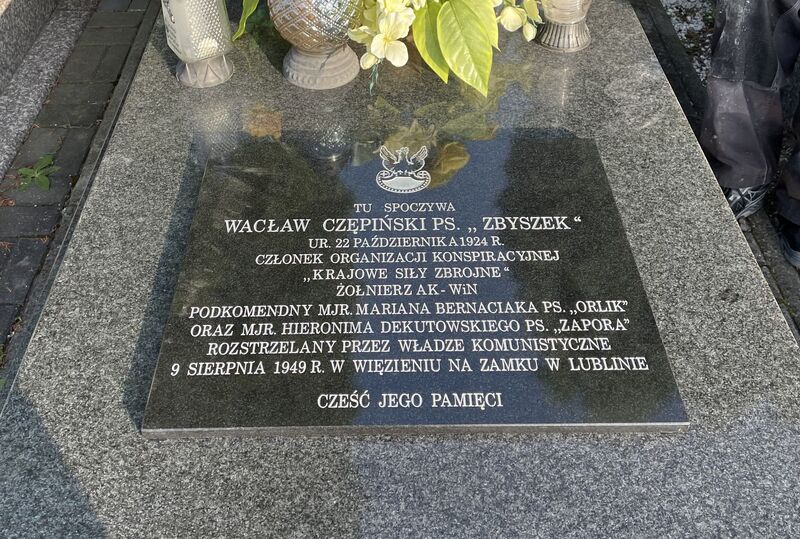 TU SPOCZYWA
WACŁAW CZĘPIŃSKI PS. ,,ZBYSZEK"
UR. 22 PAŹDZIERNIKA 1924 R.
CZŁONEK ORGANIZACJI KONSPIRACYJNEJ
,,KRAJOWE SIŁY ZBROJNE"
ŻOŁNIERZ AK-WiN
PODKOMENDNY MJR. MARIANA BERNACIAKA PS. ,,ORLIK"
ORAZ MJR. HIERONIMA DEKUTOWSKIEGO PS. ,,ZAPORA"
ROZSTRZELANY PRZEZ WŁADZE KOMUNISTYCZNE
9 SIERPNIA 1949 R. W WIĘZIENIU NA ZAMKU W LUBLINIE
CZEŚĆ JEGO PAMIĘCI